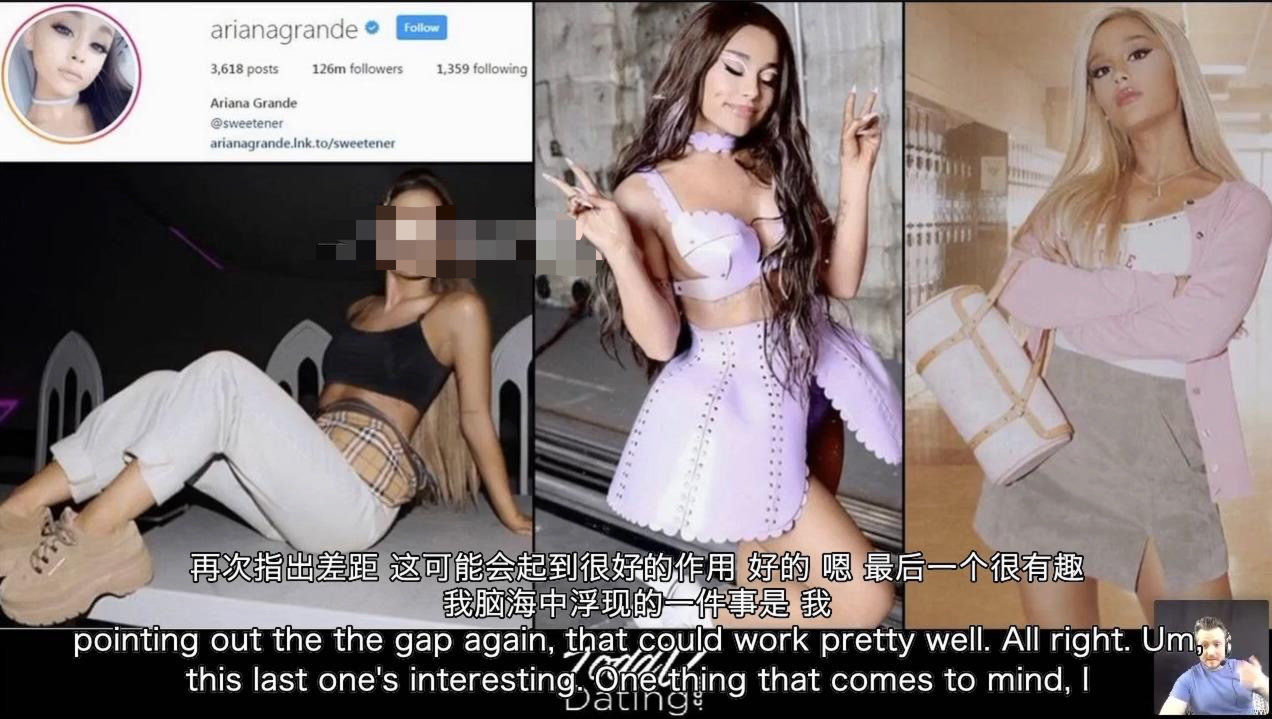 arianagrande
Follow
3,618 posts 126m followers 1,359 following
Ariana Grande
@sweetener
arianagrande.lnk.to/sweetener
再次指出差距 这可能会起到很好的作用 好的 嗯 最后一个很有趣
我脑海中浮现的一件事是 我
pointing out the the gap again, that could work pretty well. All right. Um,
this last one's interesting. One thing that comes to mind, I
Dating!